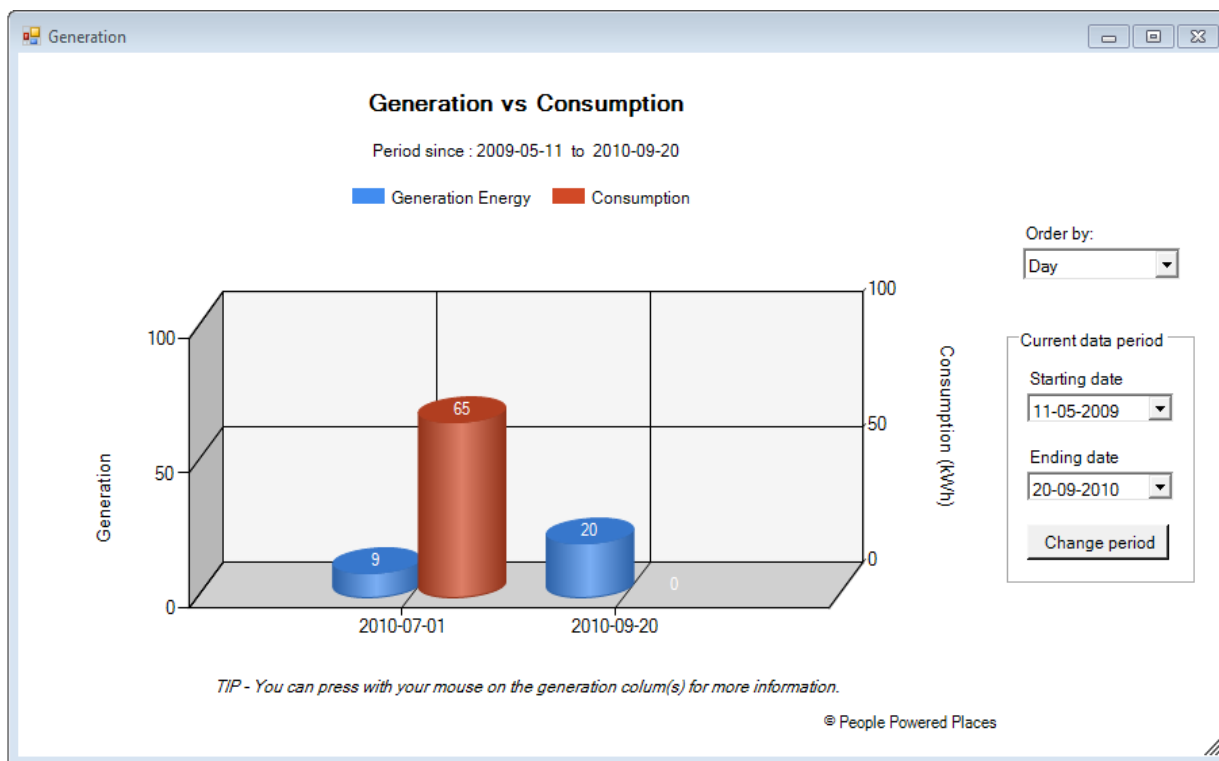 Generation
Generation vs Consumption
Period since : 2009-05-11 to 2010-09-20
Generation Energy
Consumption
Order by:
Day
100
50
0
Generation
100
50
0
Consumption (kWh)
9
65
20
0
2010-07-01
2010-09-20
Current data period
Starting date
11-05-2009
Ending date
20-09-2010
Change period
TIP - You can press with your mouse on the generation colum(s) for more information.
© People Powered Places